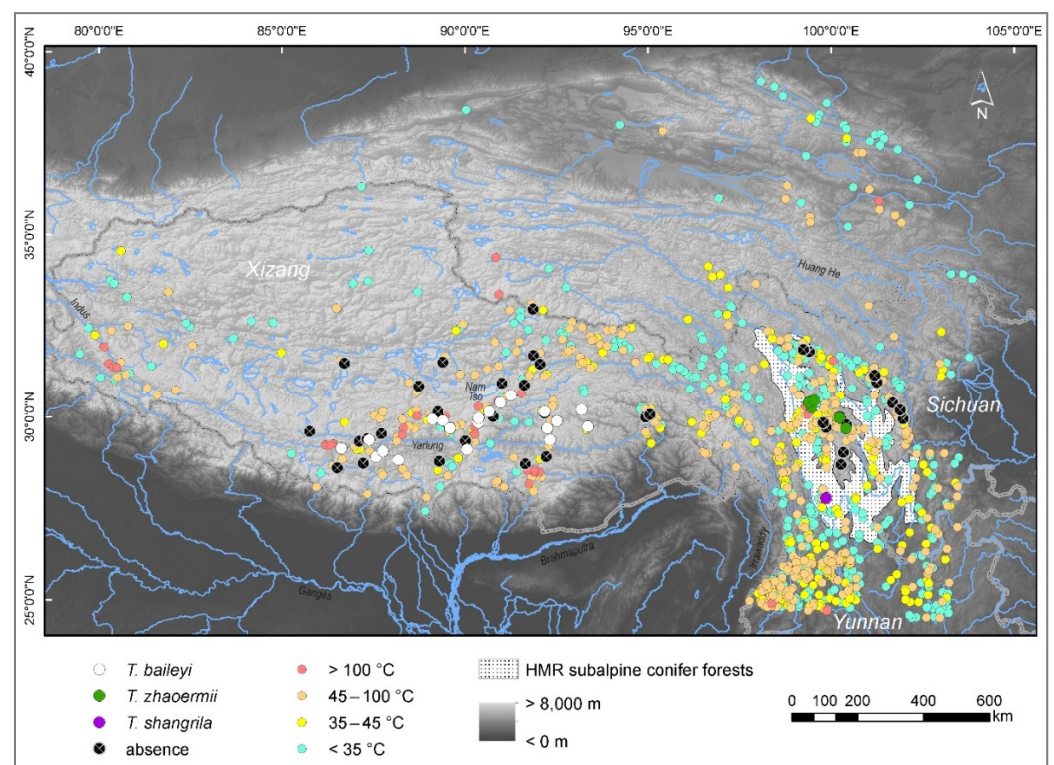 80°0'0"E 85°0'0"E 90°0'0"E 95°0'0"E 100°0'0"E 105°0'0"E
40°0'0"N
N
35°0'0"N
Huang He
Xizang
Indus
Nam
Tso
30°0'0"N
Sichuan
Yarlung
Irrawaddy
Brahmaputra
Ganges
25°0'0"N
Yunnan
T. baileyi > 100 °C HMR subalpine conifer forests
T. zhaoermii 45–100 °C > 8,000 m 0 100 200 400 600
T. shangrila 35–45 °C km
absence < 35 °C < 0 m